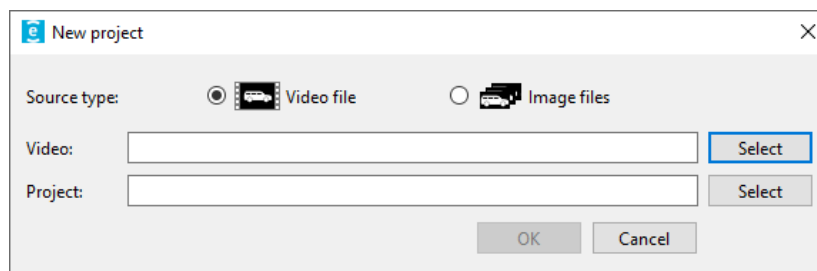 New project
Source type: Video file Image files
Video: Select
Project: Select
OK Cancel